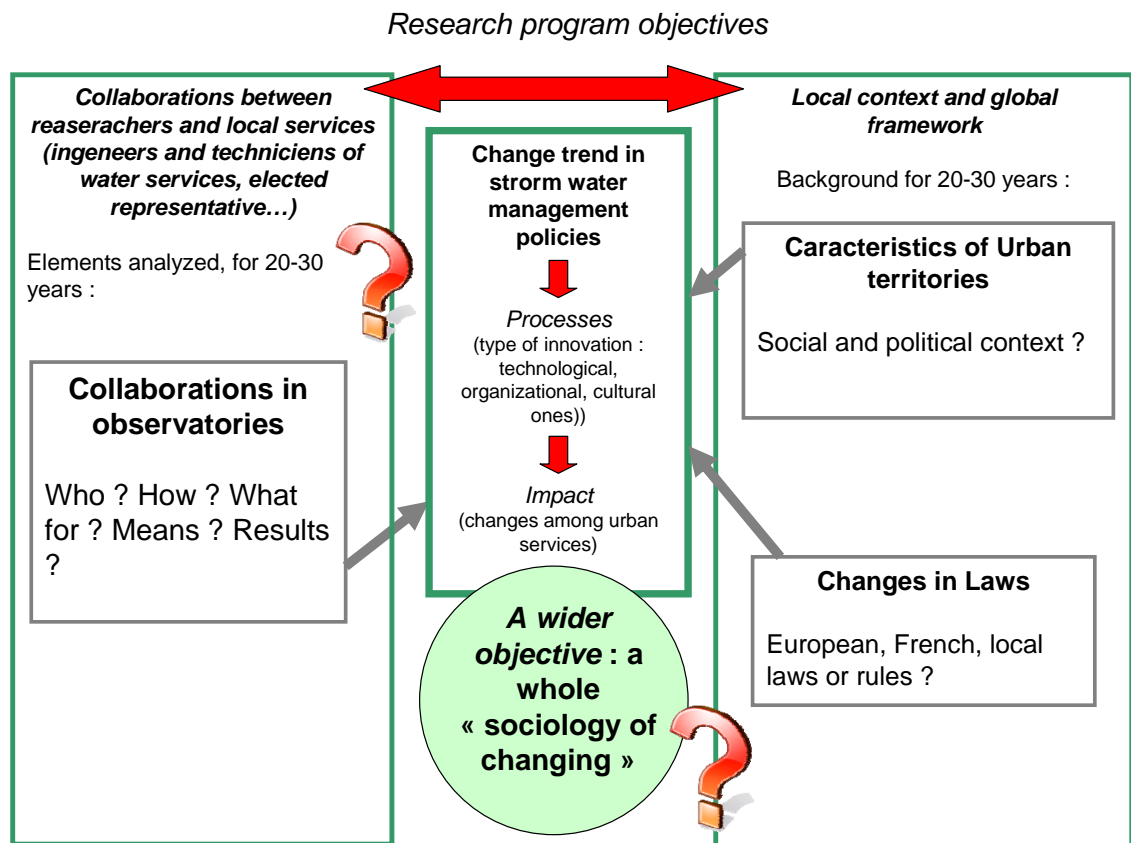 Research program objectives
Collaborations between
reaserachers and local services
(ingeneers and techniciens of
water services, elected
representative…)
Elements analyzed, for 20-30
years :
Collaborations in
observatories
Who ? How ? What
for ? Means ? Results
?
Change trend in
strorm water
management
policies
Processes
(type of innovation :
technological,
organizational, cultural
ones))
Impact
(changes among urban
services)
A wider
objective : a
whole
« sociology of
changing »
Local context and global
framework
Background for 20-30 years :
Caracteristics of Urban
territories
Social and political context ?
Changes in Laws
European, French, local
laws or rules ?